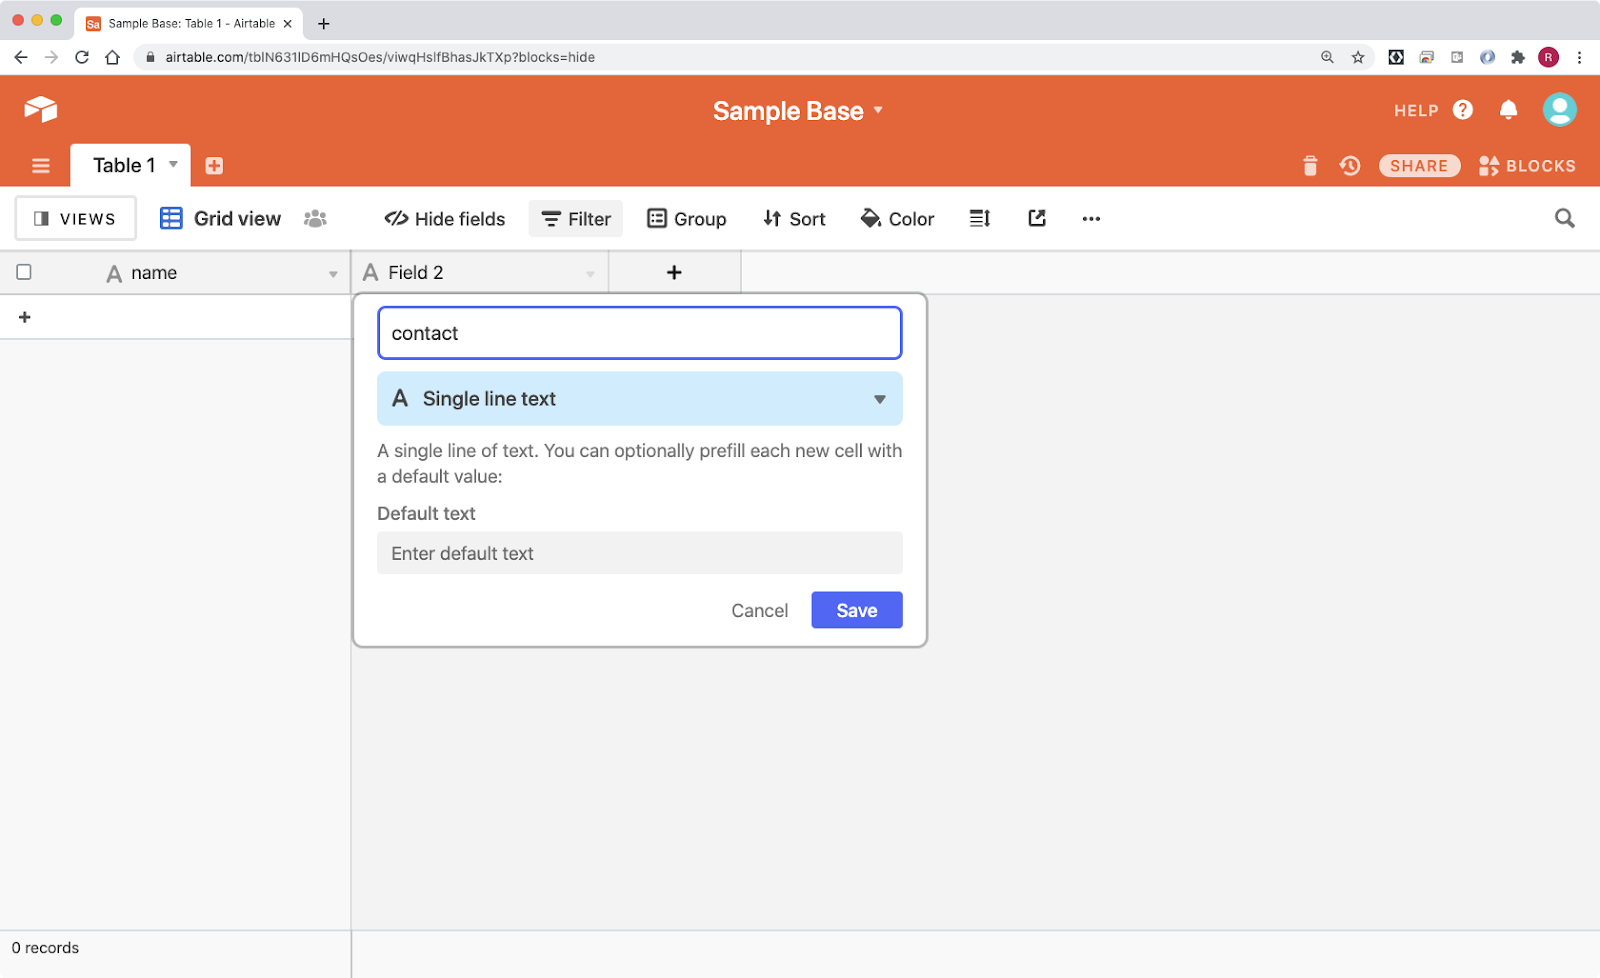 Sa Sample Base: Table 1 - Airtable
airtable.com/tblN631lD6mHQsOes/viwqHslfBhasJkTXp?blocks=hide
R
Sample Base
HELP ?
Table 1
SHARE BLOCKS
VIEWS Grid view Hide fields Filter Group Sort Color
A name A Field 2 +
+
contact
A Single line text
A single line of text. You can optionally prefill each new cell with
a default value:
Default text
Enter default text
Cancel Save
0 records